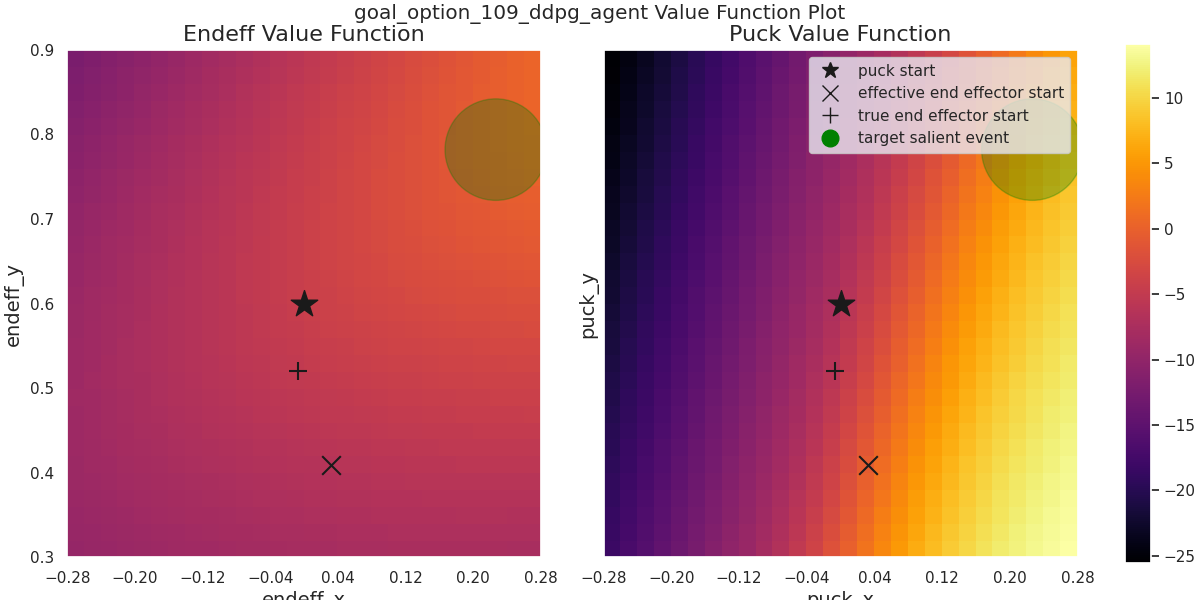 goal_option_109_ddpg_agent Value Function Plot
Endeff Value Function
Puck Value Function
0.9
0.8
0.7
0.6
0.5
0.4
0.3
endeff_y
−0.28 −0.20 −0.12 −0.04 0.04 0.12 0.20 0.28
endeff_x
puck_y
puck start
effective end effector start
true end effector start
target salient event
−0.28 −0.20 −0.12 −0.04 0.04 0.12 0.20 0.28
puck_x
10
5
0
−5
−10
−15
−20
−25